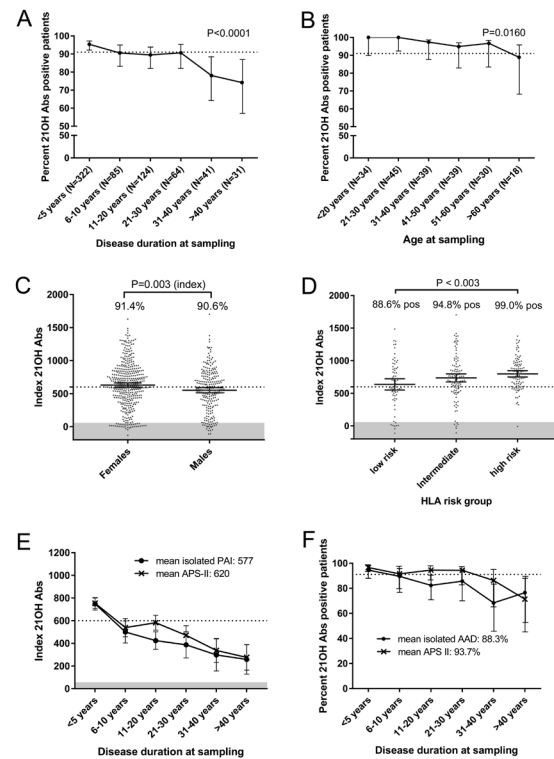 A
P<0.0001
Percent 21OH Abs positive patients
100
90
80
70
60
50
0
<5 years (N=322)
6-10 years (N=85)
11-20 years (N=124)
21-30 years (N=64)
31-40 years (N=41)
>40 years (N=31)
Disease duration at sampling
B
P=0.0160
Percent 21OH Abs positive patients
100
90
80
70
60
50
0
<20 years (N=34)
21-30 years (N=45)
31-40 years (N=39)
41-50 years (N=39)
51-60 years (N=30)
>60 years (N=18)
Age at sampling
C
P=0.003 (index)
91.4%
90.6%
Index 21OH Abs
2000
1500
1000
500
0
Females
Males
D
P < 0.003
88.6% pos
94.8% pos
99.0% pos
Index 21OH Abs
2000
1500
1000
500
0
low risk
Intermediate
high risk
HLA risk group
E
mean isolated PAI: 577
mean APS-II: 620
Index 21OH Abs
1200
1000
800
600
400
200
0
<5 years
6-10 years
11-20 years
21-30 years
31-40 years
>40 years
Disease duration at sampling
F
Percent 21OH Abs positive patients
100
80
60
40
20
0
mean isolated AAD: 88.3%
mean APS II: 93.7%
<5 years
6-10 years
11-20 years
21-30 years
31-40 years
>40 years
Disease duration at sampling